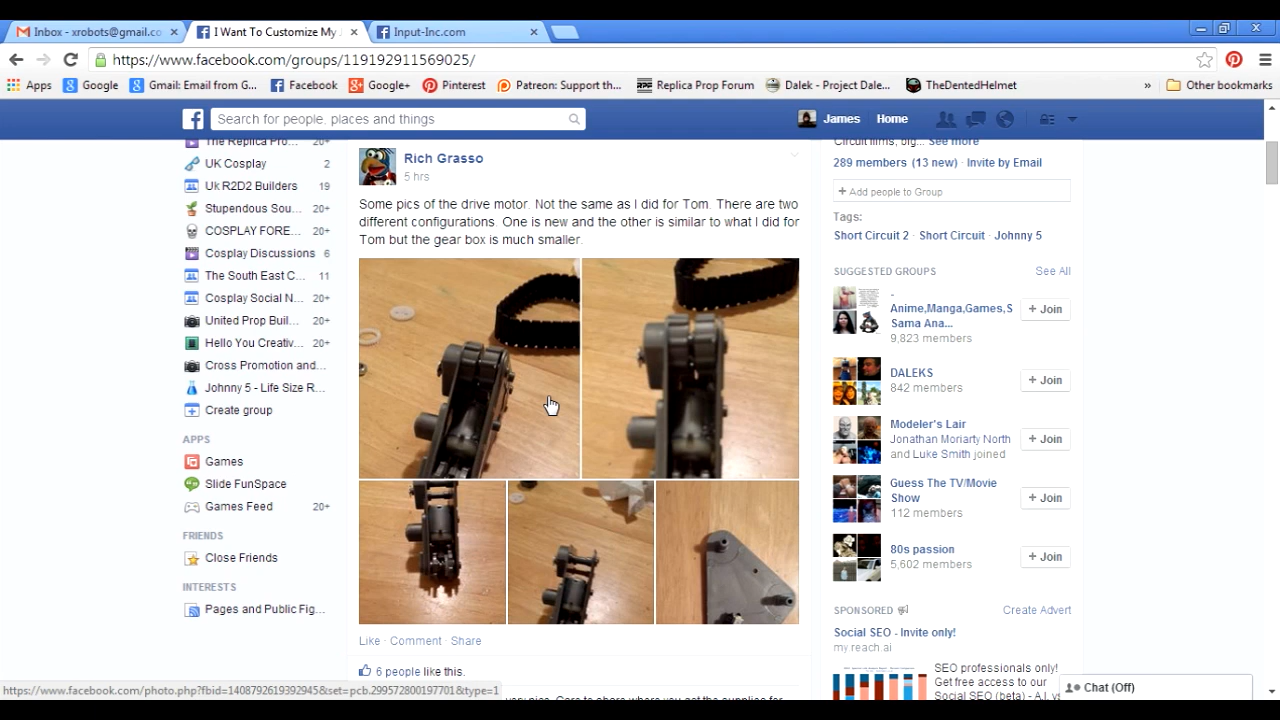 Inbox - xrobots@gmail.co
I Want To Customize My J
Input-Inc.com
https://www.facebook.com/groups/119192911569025/
Apps
Google
Gmail: Email from G...
Facebook
Google+
Pinterest
Patreon: Support th...
Replica Prop Forum
Dalek - Project Dale...
TheDentedHelmet
»
Other bookmarks
Search for people, places and things
James
Home
The Replica Pro... 20+
UK Cosplay 2
Uk R2D2 Builders 19
Stupendous Sou... 20+
COSPLAY FORE... 20+
Cosplay Discussions 6
The South East C... 11
Cosplay Social N... 20+
United Prop Buil... 20+
Hello You Creativ... 20+
Cross Promotion and...
Johnny 5 - Life Size R...
Create group
APPS
Games
Slide FunSpace
Games Feed 20+
FRIENDS
Close Friends
INTERESTS
Pages and Public Fig...
Rich Grasso
5 hrs
Some pics of the drive motor. Not the same as I did for Tom. There are two
different configurations. One is new and the other is similar to what I did for
Tom but the gear box is much smaller.
Like · Comment · Share
6 people like this.
Circuit films, big... See more
289 members (13 new) · Invite by Email
+ Add people to Group
Tags:
Short Circuit 2 · Short Circuit · Johnny 5
SUGGESTED GROUPS See All
-
Anime,Manga,Games,S
Sama Ana...
9,823 members
+ Join
DALEKS
842 members
+ Join
Modeler's Lair
Jonathan Moriarty North
and Luke Smith joined
+ Join
Guess The TV/Movie
Show
112 members
+ Join
80s passion
5,602 members
+ Join
SPONSORED Create Advert
Social SEO - Invite only!
my.reach.ai
SEO professionals only!
Get free access to our
Social SEO (beta) - A.I. vs
Chat (Off)
https://www.facebook.com/photo.php?fbid=1408792619392945&set=pcb.299572800197701&type=1